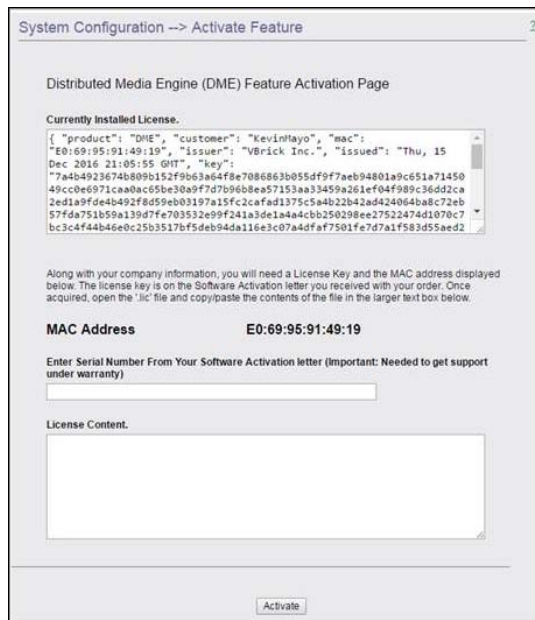 System Configuration --> Activate Feature
?
Distributed Media Engine (DME) Feature Activation Page
Currently Installed License.
{ "product": "DME", "customer": "KevinMayo", "mac":
"E0:69:95:91:49:19", "issuer": "VBrick Inc.", "issued": "Thu, 15
Dec 2016 21:05:55 GMT", "key":
"7a4b4923674b809b152f9b63a64f8e7086863b055df9f7aeb94801a9c651a71450
49cc0e6971caa0ac65be30a9f7d7b96b8ea57153aa33459a261ef04f989c36dd2ca
2ed1a9fde4b492f8d59eb03197a15fc2cafad1375c5a4b22b42ad424064ba8c72eb
57fda751b59a139d7fe703532e99f241a3de1a4a4cbb250298ee27522474d1070c7
bc3c4f44b46e0c25b3517bf5deb94da116e3c07a4dfaf7501fe7d7a1f583d55aed2
Along with your company information, you will need a License Key and the MAC address displayed
below. The license key is on the Software Activation letter you received with your order. Once
acquired, open the '.lic' file and copy/paste the contents of the file in the larger text box below.
MAC Address E0:69:95:91:49:19
Enter Serial Number From Your Software Activation letter (Important: Needed to get support
under warranty)
License Content.
Activate